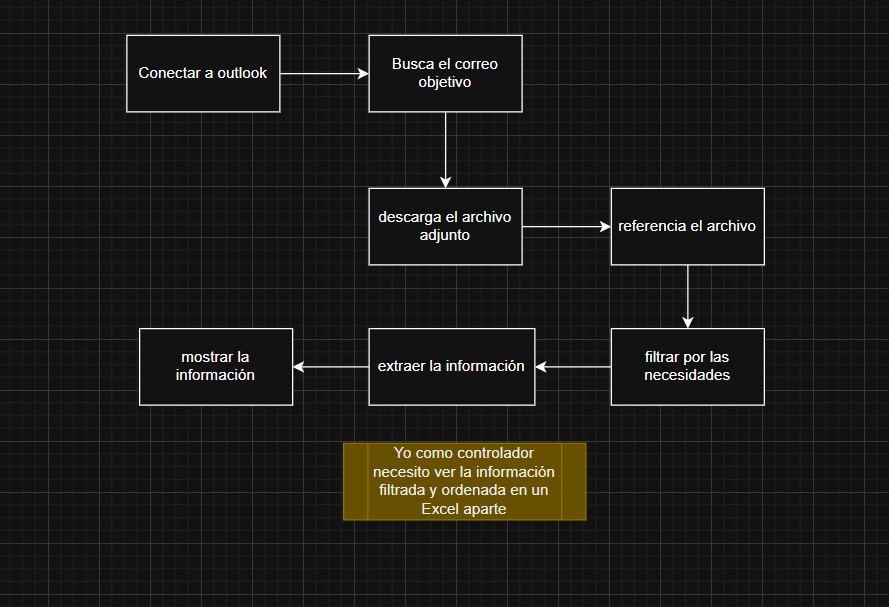 Conectar a outlook
Busca el correo
objetivo
descarga el archivo
adjunto
referencia el archivo
filtrar por las
necesidades
extraer la información
mostrar la
información
Yo como controlador
necesito ver la información
filtrada y ordenada en un
Excel aparte